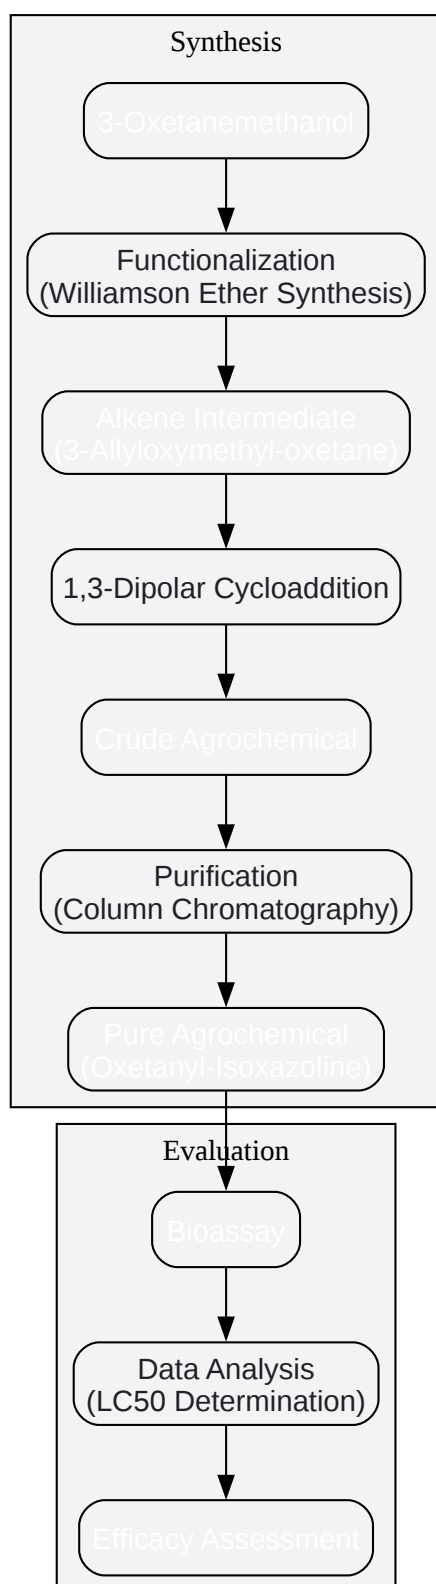 Synthesis
3-Oxetanemethanol
Functionalization
(Williamson Ether Synthesis)
Alkene Intermediate
(3-Allyloxymethyl-oxetane)
1,3-Dipolar Cycloaddition
Crude Agrochemical
Purification
(Column Chromatography)
Pure Agrochemical
(Oxetanyl-Isoxazoline)
Evaluation
Bioassay
Data Analysis
(LC50 Determination)
Efficacy Assessment